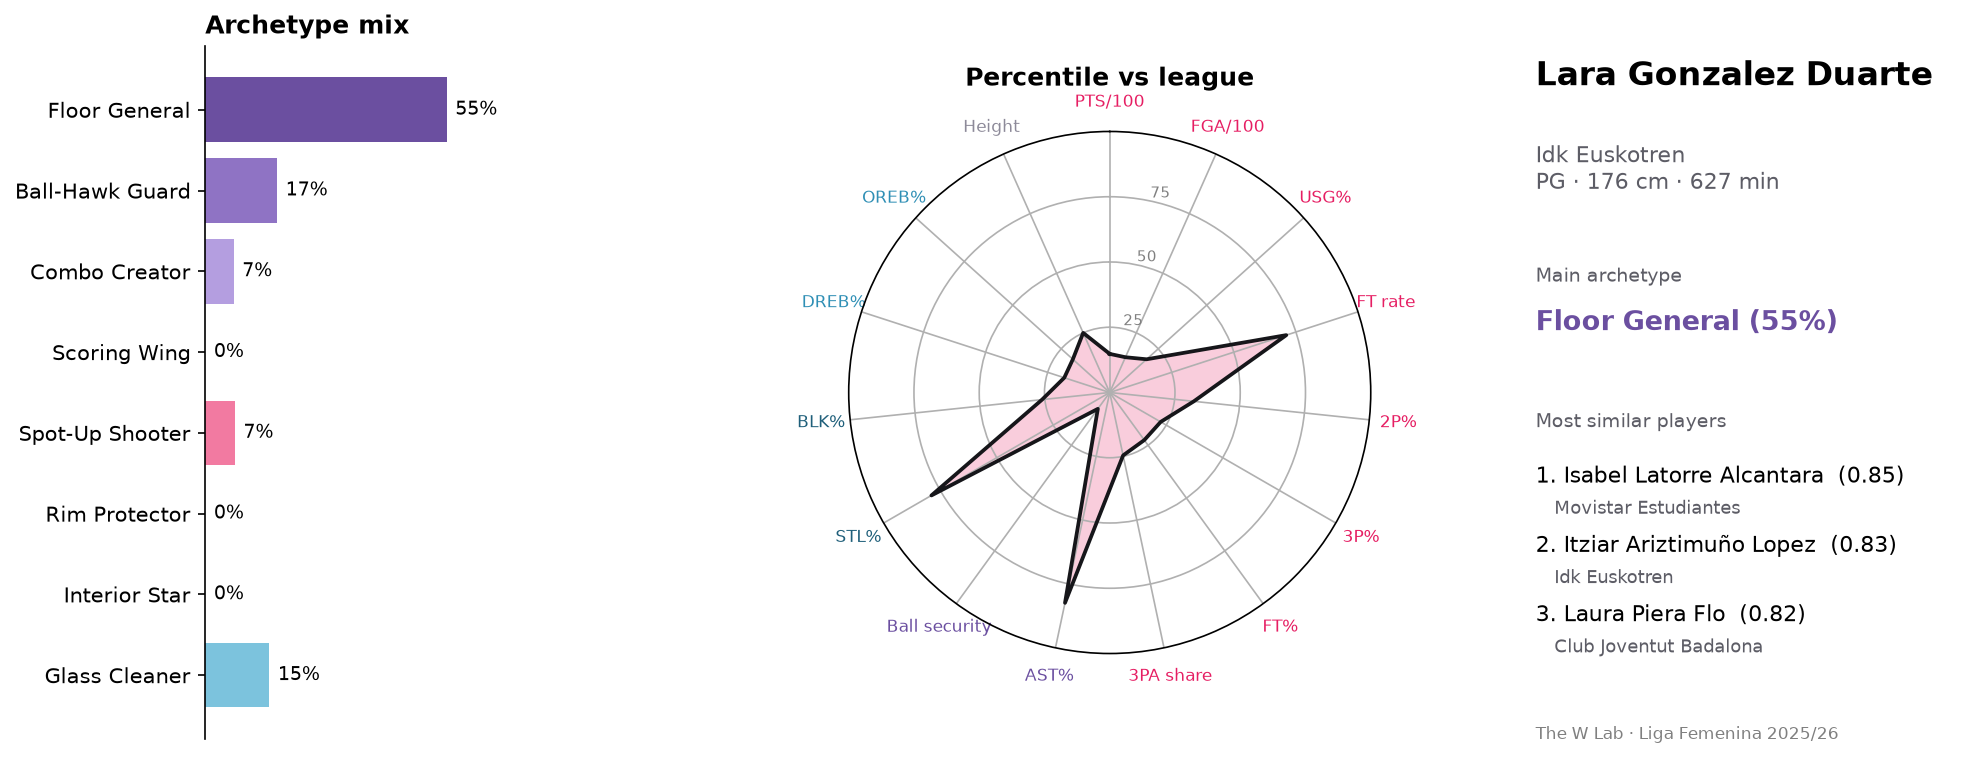 Archetype mix
Floor General
55%
Ball-Hawk Guard
17%
Combo Creator
7%
Scoring Wing
0%
Spot-Up Shooter
7%
Rim Protector
0%
Interior Star
0%
Glass Cleaner
15%
Percentile vs league
PTS/100
FGA/100
USG%
FT rate
2P%
3P%
FT%
3PA share
AST%
Ball security
STL%
BLK%
DREB%
OREB%
Height
75
50
25
Lara Gonzalez Duarte
Idk Euskotren
PG · 176 cm · 627 min
Main archetype
Floor General (55%)
Most similar players
1. Isabel Latorre Alcantara (0.85)
Movistar Estudiantes
2. Itziar Ariztimuño Lopez (0.83)
Idk Euskotren
3. Laura Piera Flo (0.82)
Club Joventut Badalona
The W Lab · Liga Femenina 2025/26